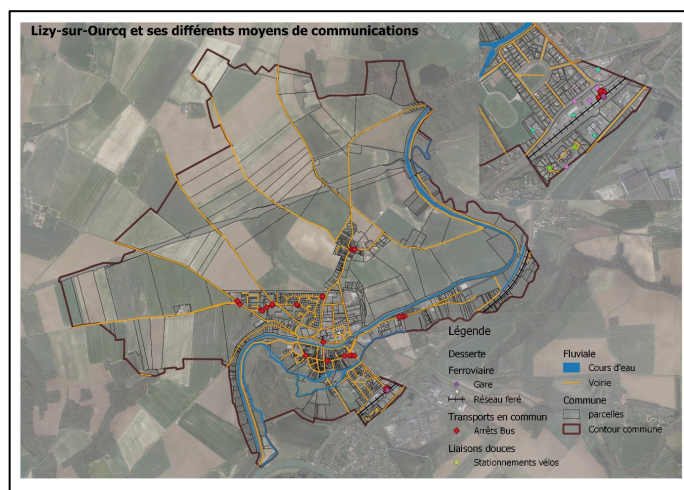 Lizy-sur-Ourcq et ses différents moyens de communications
Légende
Desserte
Ferroviaire
Gare
Réseau feré
Transports en commun
Arrêts Bus
Liaisons douces
Stationnements vélos
Fluviale
Cours d'eau
Voirie
Commune
parcelles
Contour commune